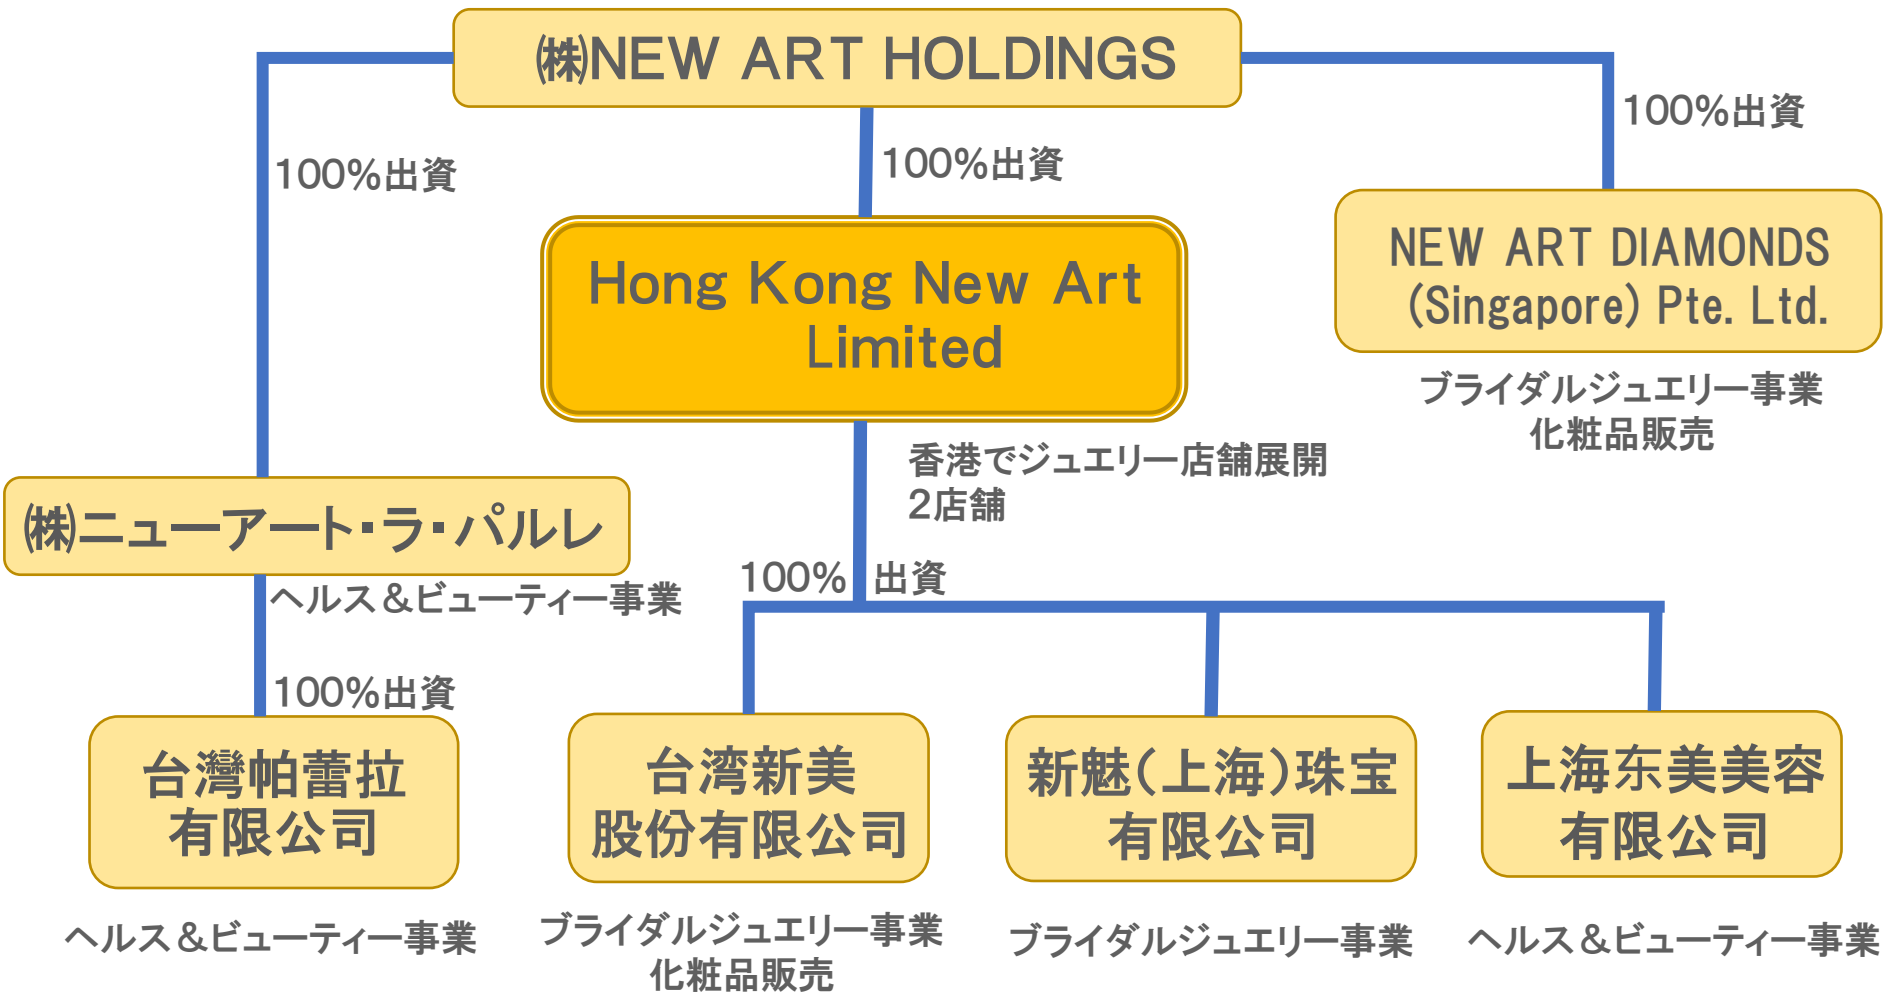 ㈱NEW ART HOLDINGS
100%出資
100%出資
100%出資
Hong Kong New Art
Limited
NEW ART DIAMONDS
(Singapore) Pte. Ltd.
ブライダルジュエリー事業
化粧品販売
香港でジュエリー店舗展開
2店舗
㈱ニューアート・ラ・パルレ
ヘルス&ビューティー事業
100% 出資
100%出資
台灣帕蕾拉
有限公司
台湾新美
股份有限公司
新魅(上海)珠宝
有限公司
上海东美美容
有限公司
ヘルス&ビューティー事業
ブライダルジュエリー事業
化粧品販売
ブライダルジュエリー事業
ヘルス&ビューティー事業